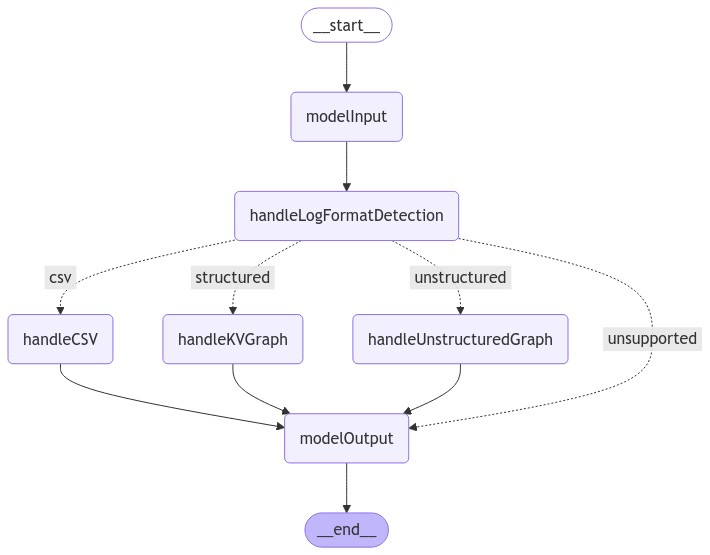 __start__
modelInput
handleLogFormatDetection
csv
structured
unstructured
handleCSV
handleKVGraph
handleUnstructuredGraph
unsupported
modelOutput
__end__